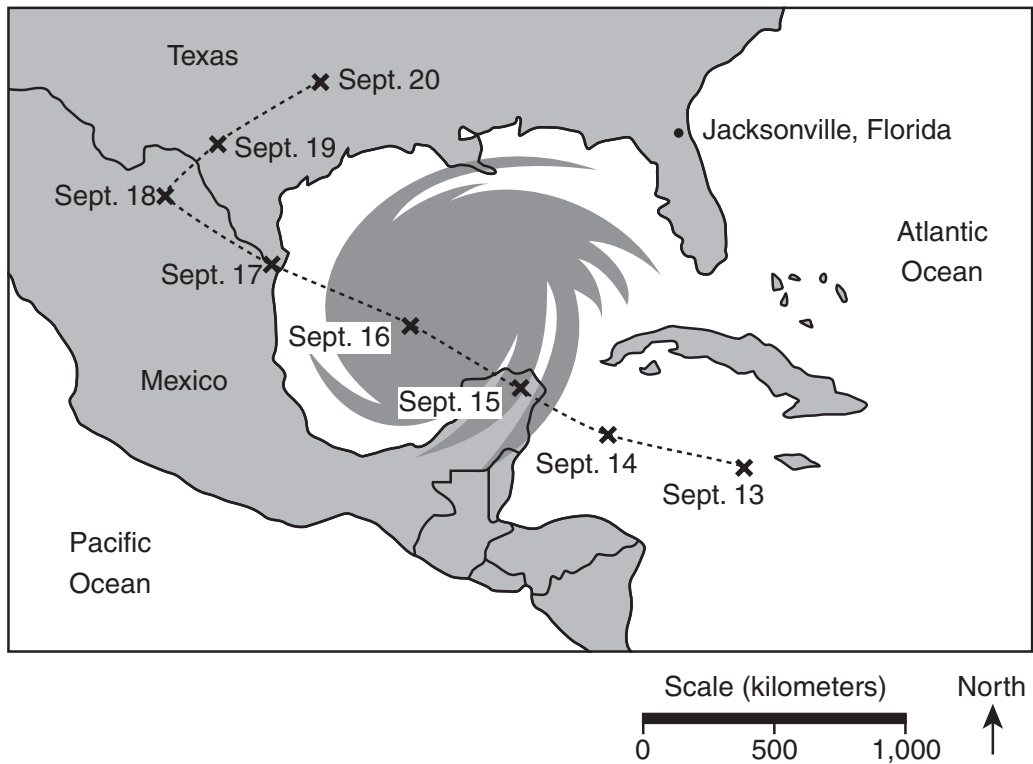 Texas
Sept. 20
Jacksonville, Florida
Sept. 19
Sept. 18
Atlantic
Ocean
Sept. 17
Sept. 16
Mexico
Sept. 15
Sept. 14
Sept. 13
Pacific
Ocean
Scale (kilometers)
North
0 500 1,000